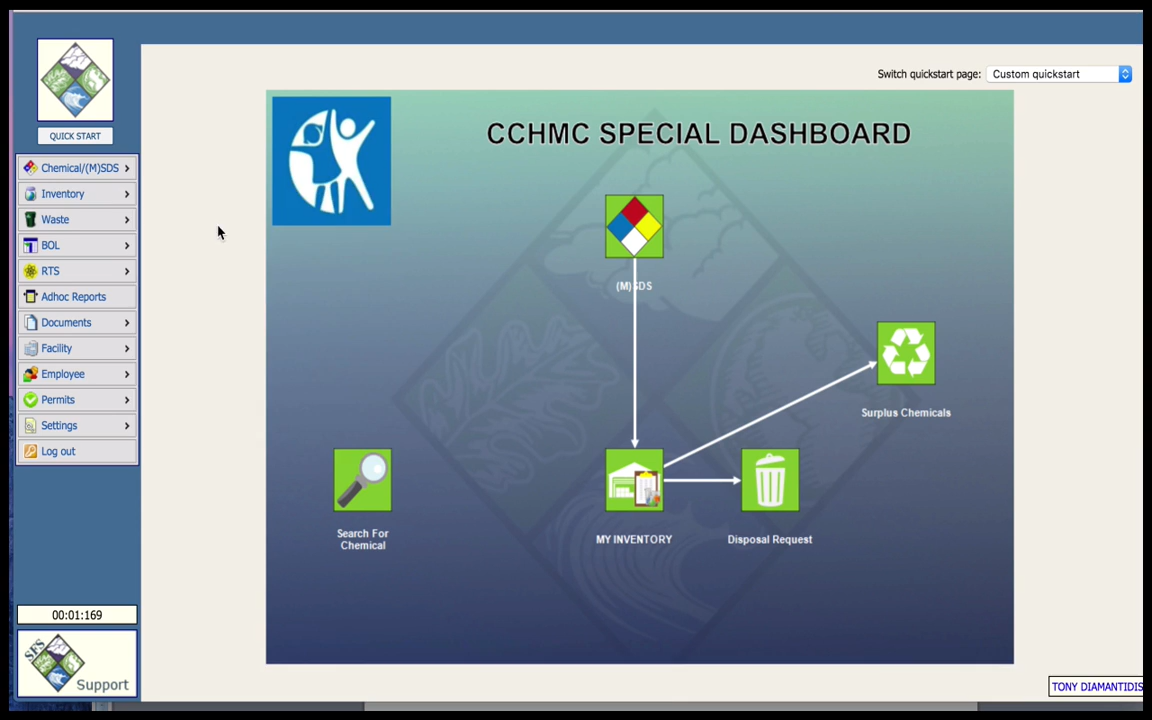 Switch quickstart page: Custom quickstart
QUICK START
Chemical/(M)SDS
Inventory
Waste
BOL
RTS
Adhoc Reports
Documents
Facility
Employee
Permits
Settings
Log out
00:01:169
SFS
Support
CCHMC SPECIAL DASHBOARD
(M)SDS
Surplus Chemicals
Search For
Chemical
MY INVENTORY
Disposal Request
TONY DIAMANTIDIS